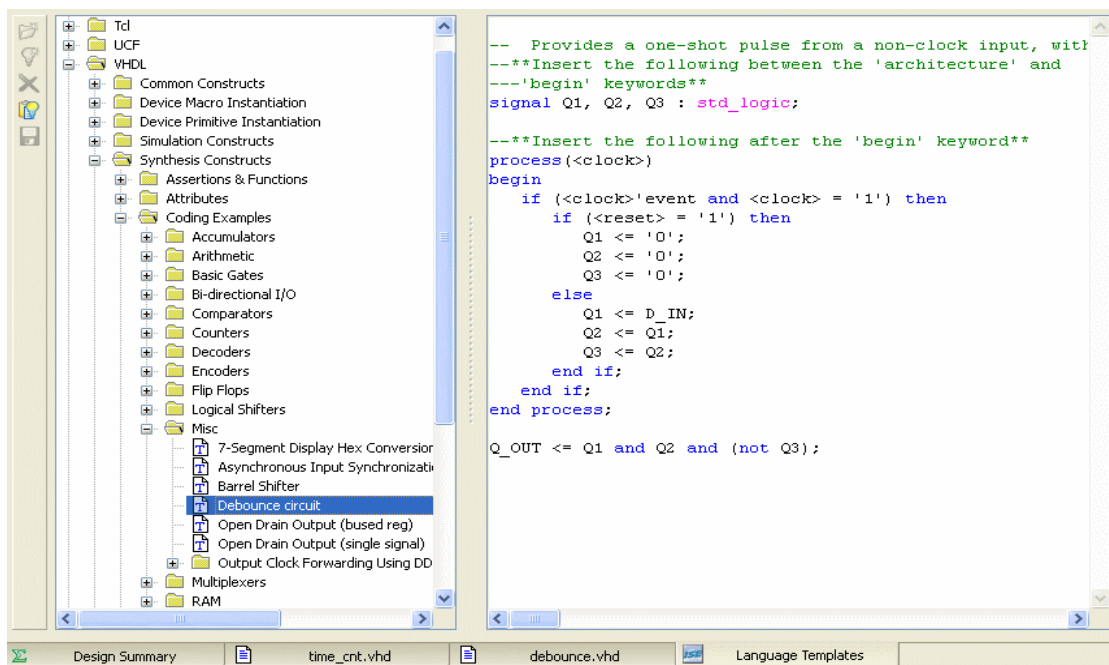 Tcl
UCF
VHDL
Common Constructs
Device Macro Instantiation
Device Primitive Instantiation
Simulation Constructs
Synthesis Constructs
Assertions & Functions
Attributes
Coding Examples
Accumulators
Arithmetic
Basic Gates
Bi-directional I/O
Comparators
Counters
Decoders
Encoders
Flip Flops
Logical Shifters
Misc
7-Segment Display Hex Conversion
Asynchronous Input Synchronizati
Barrel Shifter
Debounce circuit
Open Drain Output (bused reg)
Open Drain Output (single signal)
Output Clock Forwarding Using DD
Multiplexers
RAM
--  Provides a one-shot pulse from a non-clock input, with
--**Insert the following between the 'architecture' and
---'begin' keywords**
signal Q1, Q2, Q3 : std_logic;
--**Insert the following after the 'begin' keyword**
process(<clock>)
begin
if (<clock>'event and <clock> = '1') then
if (<reset> = '1') then
Q1 <= '0';
Q2 <= '0';
Q3 <= '0';
else
Q1 <= D_IN;
Q2 <= Q1;
Q3 <= Q2;
end if;
end if;
end process;
Q_OUT <= Q1 and Q2 and (not Q3);
Σ Design Summary
time_cnt.vhd
debounce.vhd
ISE Language Templates